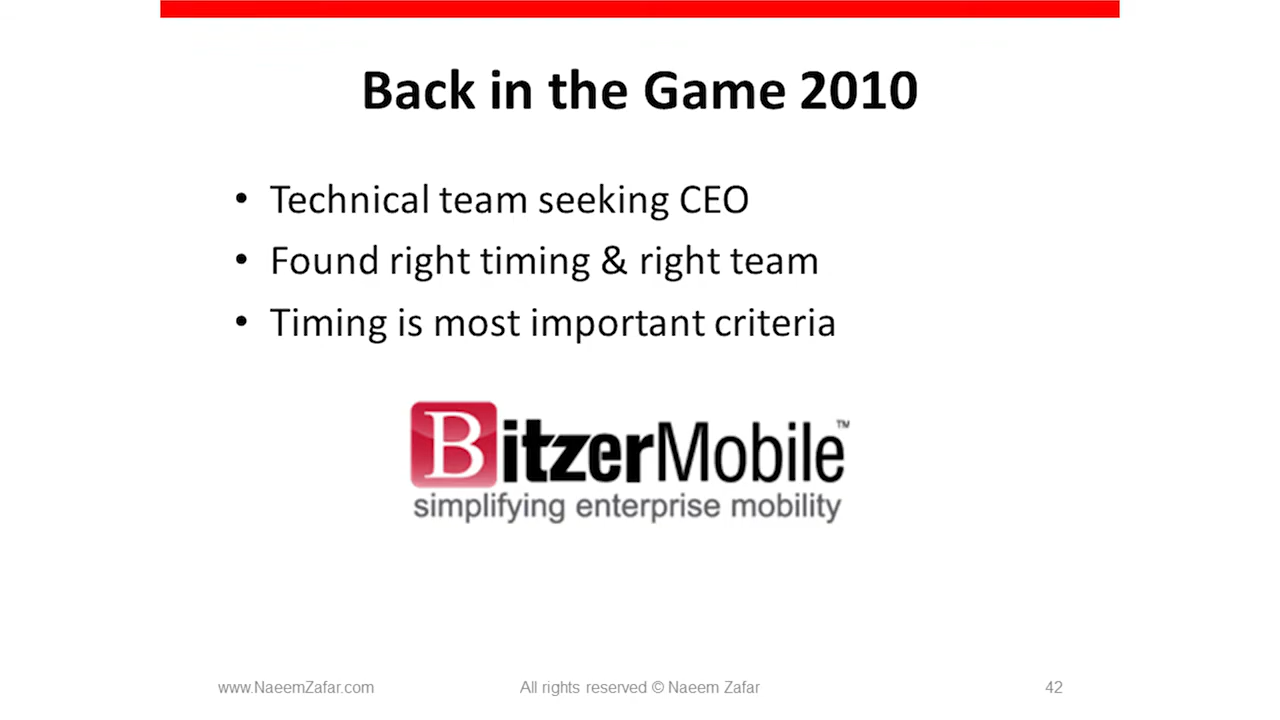 Back in the Game 2010
• Technical team seeking CEO
• Found right timing & right team
• Timing is most important criteria
BitzerMobile™
simplifying enterprise mobility
www.NaeemZafar.com All rights reserved © Naeem Zafar 42